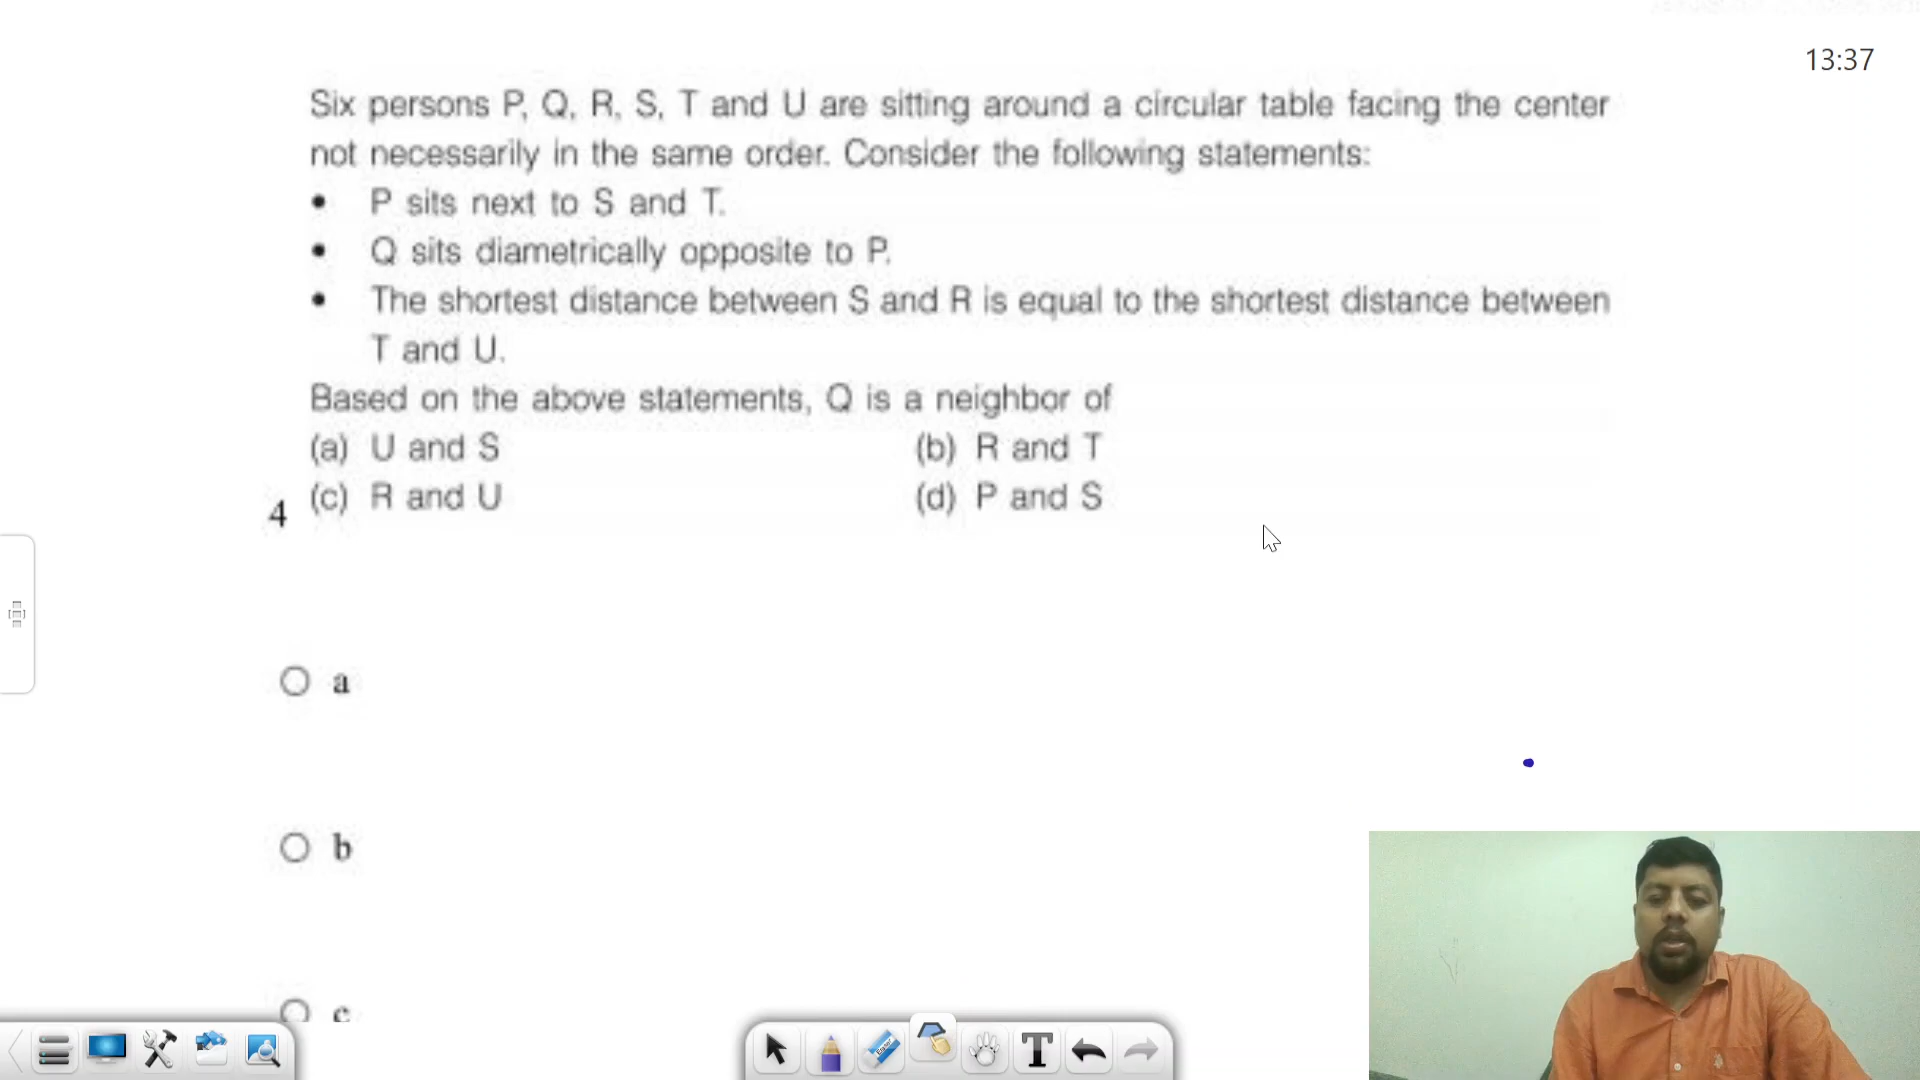 13:37
Six persons P, Q, R, S, T and U are sitting around a circular table facing the center
not necessarily in the same order. Consider the following statements:
• P sits next to S and T.
• Q sits diametrically opposite to P.
• The shortest distance between S and R is equal to the shortest distance between
T and U.
Based on the above statements, Q is a neighbor of
(a) U and S (b) R and T
4 (c) R and U (d) P and S
a
b
c
T